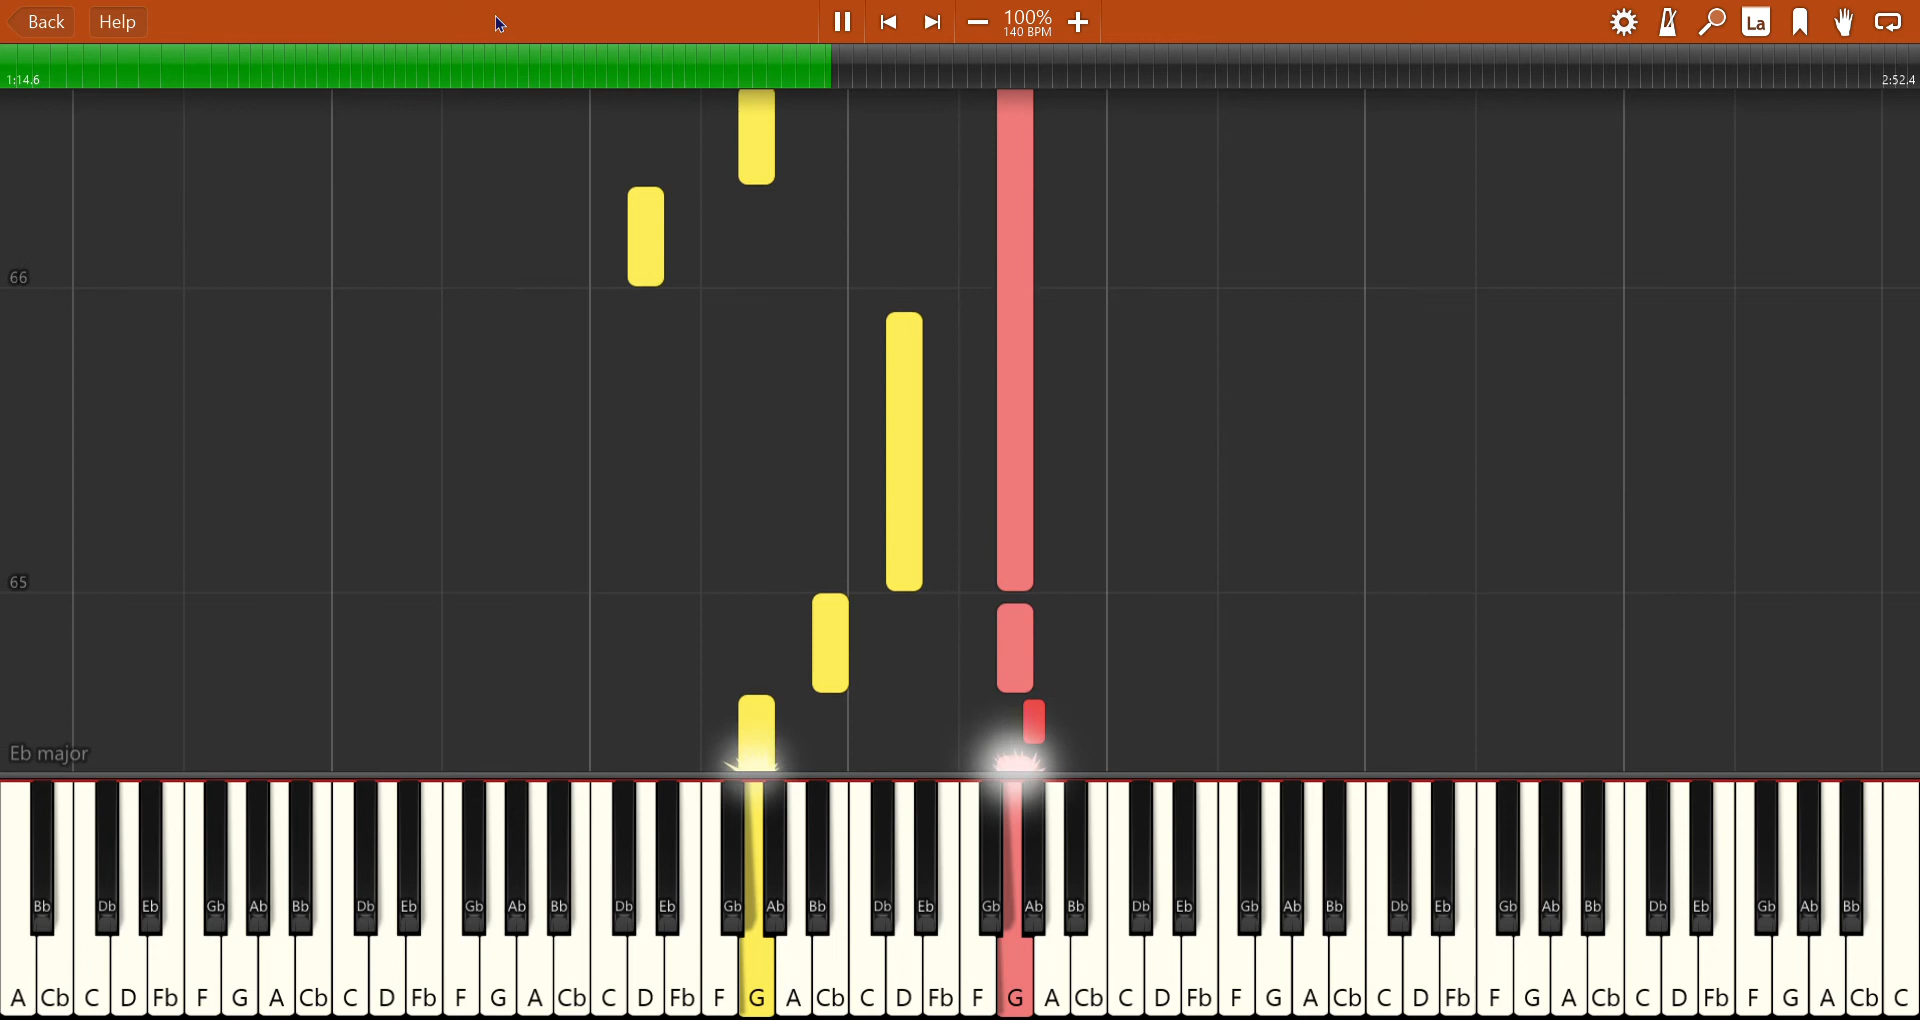 Back Help 100% La
140 BPM
1:14.6 2:52.4
66
65
Eb major
Bb Db Eb Gb Ab Bb Db Eb Gb Ab Bb Db Eb Gb Ab Bb Db Eb Gb Ab Bb Db Eb Gb Ab Bb Db Eb Gb Ab Bb Db Eb Gb Ab Bb
A Cb C D Fb F G A Cb C D Fb F G A Cb C D Fb F G A Cb C D Fb F G A Cb C D Fb F G A Cb C D Fb F G A Cb C D Fb F G A Cb C